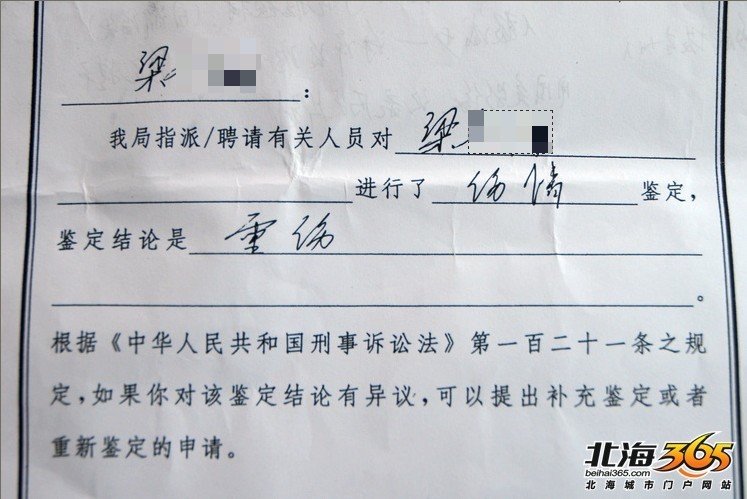 梁
：
我局指派/聘请有关人员对 梁
进行了 伤情 鉴定，
鉴定结论是 重伤
。
根据《中华人民共和国刑事诉讼法》第一百二十一条之规
定，如果你对该鉴定结论有异议，可以提出补充鉴定或者
重新鉴定的申请。
北海365
beihai365.com
北海城市门户网站